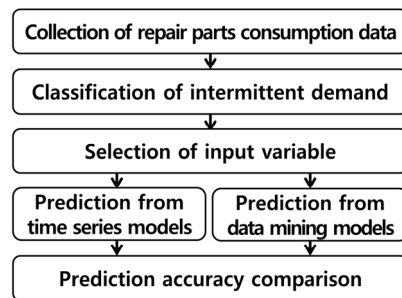 Collection of repair parts consumption data
Classification of intermittent demand
Selection of input variable
Prediction from
time series models
Prediction from
data mining models
Prediction accuracy comparison